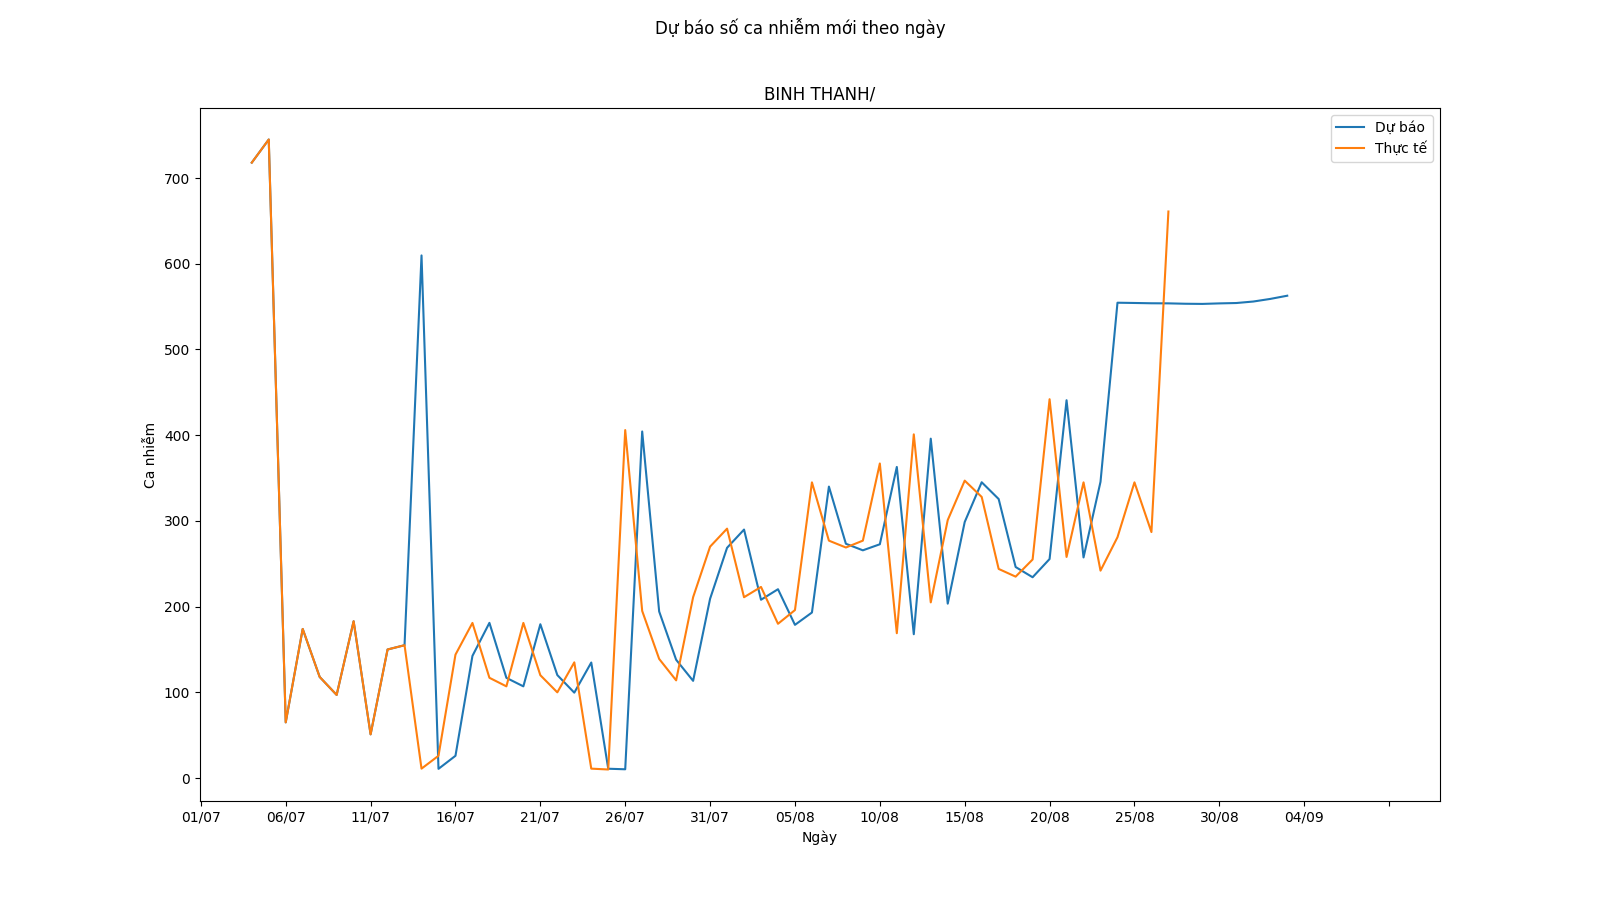 Dự báo số ca nhiễm mới theo ngày
BINH THANH/
Dự báo
Thực tế
700
600
500
400
300
200
100
0
Ca nhiễm
01/07 06/07 11/07 16/07 21/07 26/07 31/07 05/08 10/08 15/08 20/08 25/08 30/08 04/09
Ngày